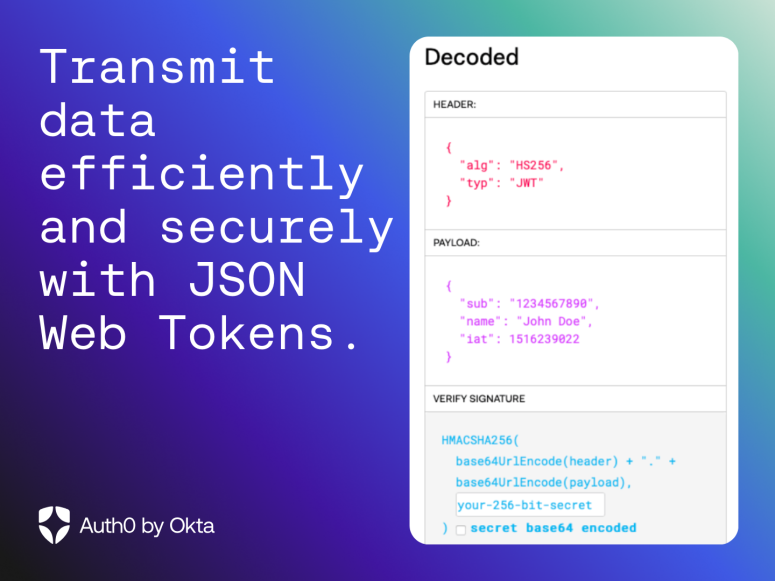 Transmit
data
efficiently
and securely
with JSON
Web Tokens.
Auth0 by Okta
Decoded
HEADER:
{
"alg": "HS256",
"typ": "JWT"
}
PAYLOAD:
{
"sub": "1234567890",
"name": "John Doe",
"iat": 1516239022
}
VERIFY SIGNATURE
HMACSHA256(
base64UrlEncode(header) + "." +
base64UrlEncode(payload),
your-256-bit-secret
) secret base64 encoded